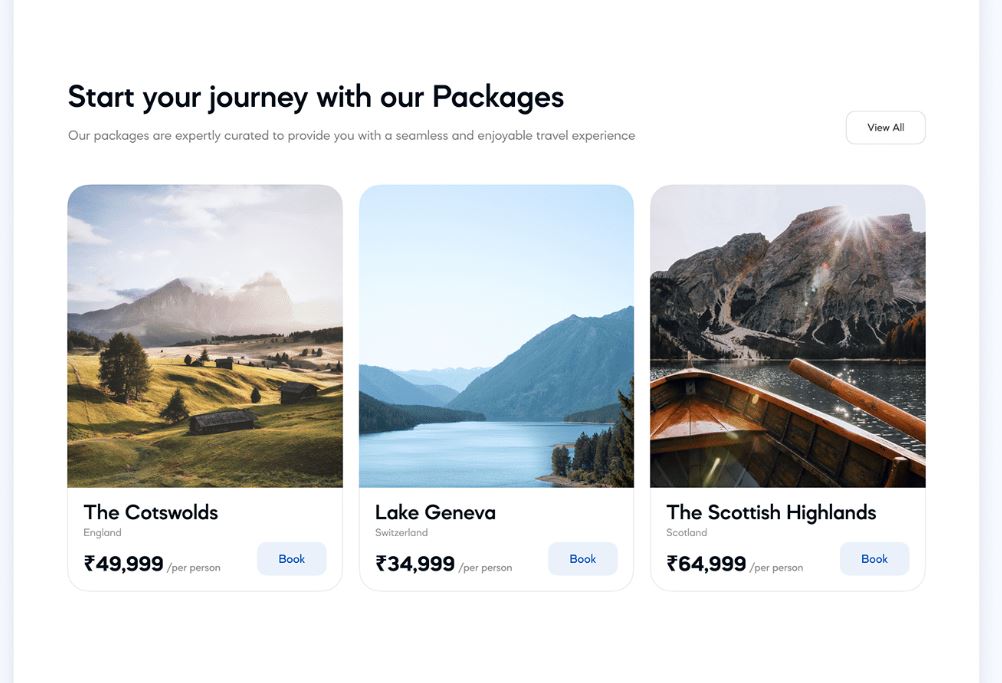 Start your journey with our Packages
Our packages are expertly curated to provide you with a seamless and enjoyable travel experience
View All
The Cotswolds
England
₹49,999 /per person
Book
Lake Geneva
Switzerland
₹34,999 /per person
Book
The Scottish Highlands
Scotland
₹64,999 /per person
Book